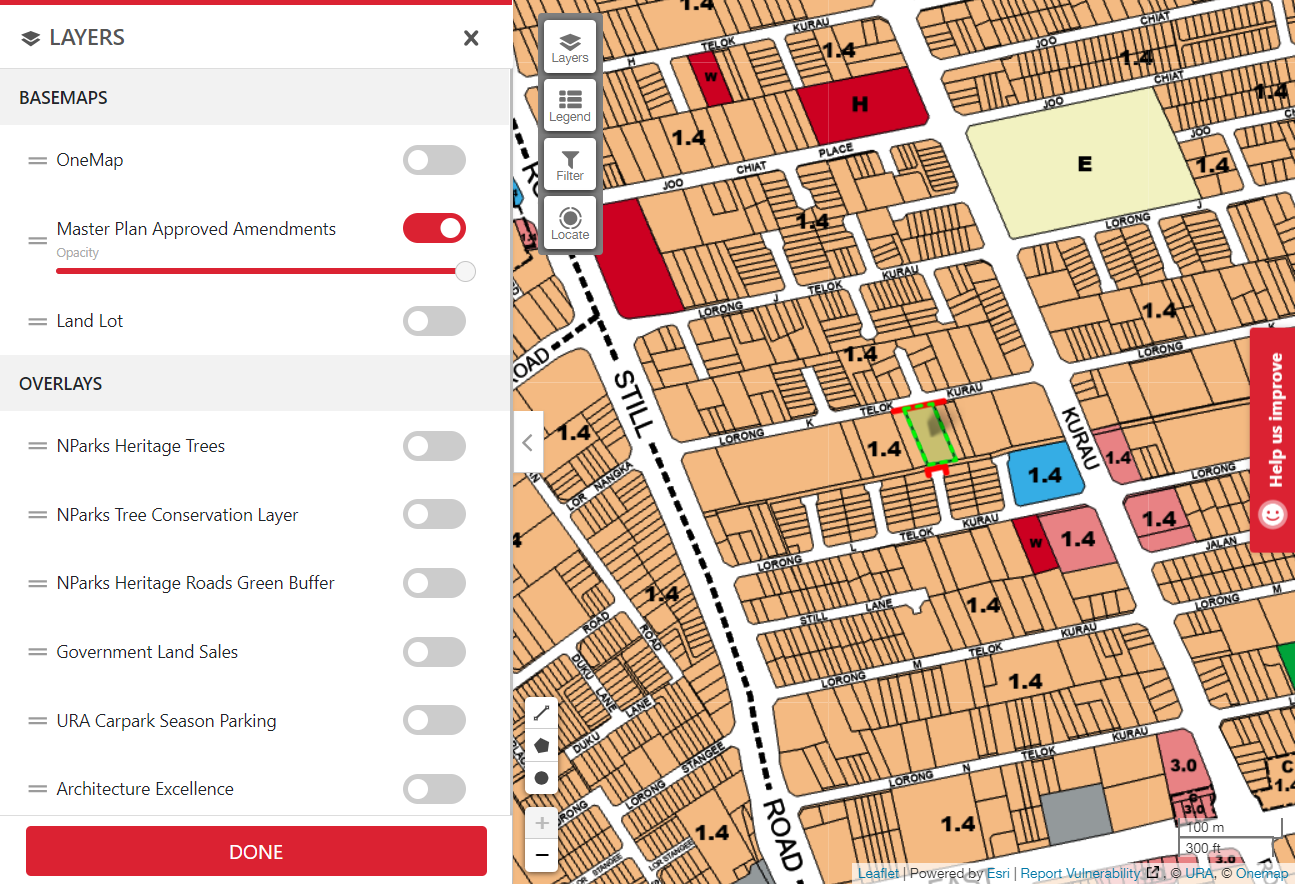 LAYERS
BASEMAPS
OneMap
Master Plan Approved Amendments
Opacity
Land Lot
OVERLAYS
NParks Heritage Trees
NParks Tree Conservation Layer
NParks Heritage Roads Green Buffer
Government Land Sales
URA Carpark Season Parking
Architecture Excellence
DONE
Layers
Legend
Filter
Locate
1.4
TELOK KURAU
CHIAT
H
W
1.4
JOO
1.4
CHIAT
H
JOO
1.4
1.4
PLACE
JOO
CHIAT
E
1.4
JOO
1.4
LORONG J
LORONG J TELOK KURAU
1.4
LORONG
K
ROAD
STILL
1.4
LORONG K TELOK KURAU
KURAU
1.4
1.4
1.4
1.4
LOR NANGKA
LORONG
1.4
LORONG L TELOK KURAU
W
1.4
JALAN
1.4
STILL LANE
1.4
LORONG M
ROAD
ROAD
LORONG M TELOK KURAU
DUKU LANE
LANE
1.4
DUKU
STANGEE
LORONG
LORONG N TELOK KURAU
3.0
3.0
1.4
1.4
LOR STANGEE
STANGEE
ROAD
3.0
Help us improve
100 m
300 ft
Leaflet | Powered by Esri | Report Vulnerability , © URA, © Onemap